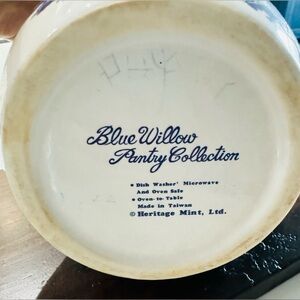 Blue Willow
Pantry Collection
• Dish Washer' Microwave
And Oven Safe
• Oven-to-Table
Made in Taiwan
© Heritage Mint, Ltd.